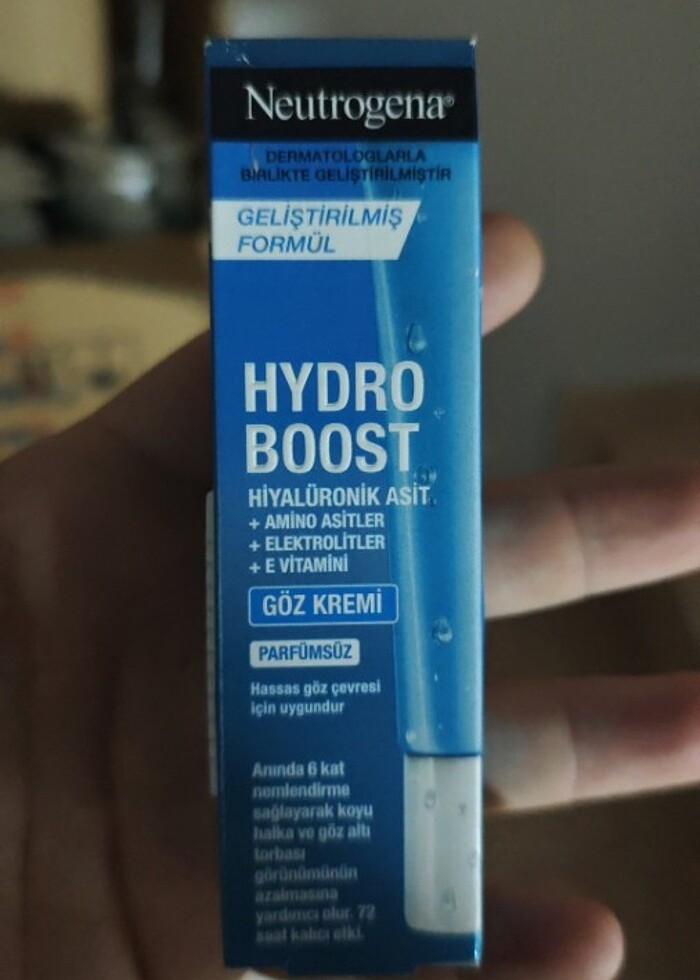 Neutrogena®
DERMATOLOGLARLA
BİRLİKTE GELİŞTİRİLMİŞTİR
GELİŞTİRİLMİŞ
FORMÜL
HYDRO
BOOST
HİYALÜRONİK ASİT
+ AMİNO ASİTLER
+ ELEKTROLİTLER
+ E VİTAMİNİ
GÖZ KREMİ
PARFÜMSÜZ
Hassas göz çevresi
için uygundur
Anında 6 kat
nemlendirme
sağlayarak koyu
halka ve göz altı
torbası
görünümünün
azalmasına
yardımcı olur. 72
saat kalıcı etki.